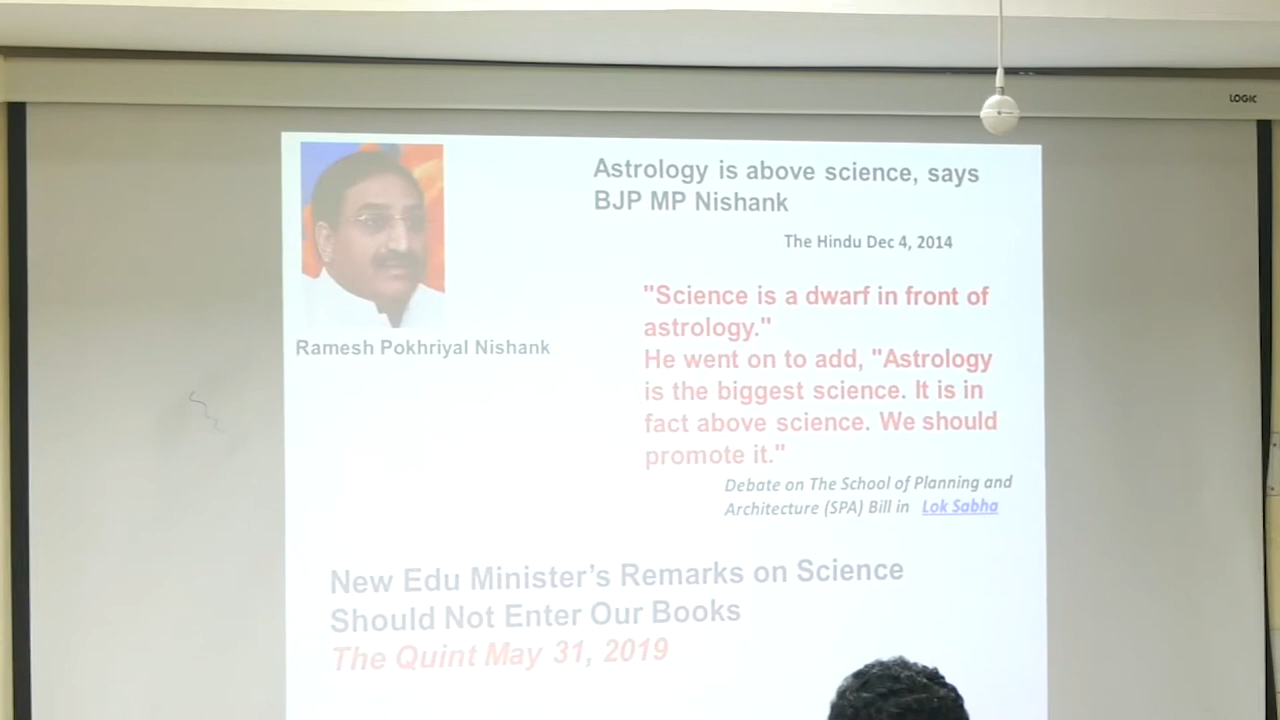 LOGIC
Astrology is above science, says
BJP MP Nishank
The Hindu Dec 4, 2014
"Science is a dwarf in front of
astrology."
He went on to add, "Astrology
is the biggest science. It is in
fact above science. We should
promote it."
Ramesh Pokhriyal Nishank
Debate on The School of Planning and
Architecture (SPA) Bill in Lok Sabha
New Edu Minister’s Remarks on Science
Should Not Enter Our Books
The Quint May 31, 2019